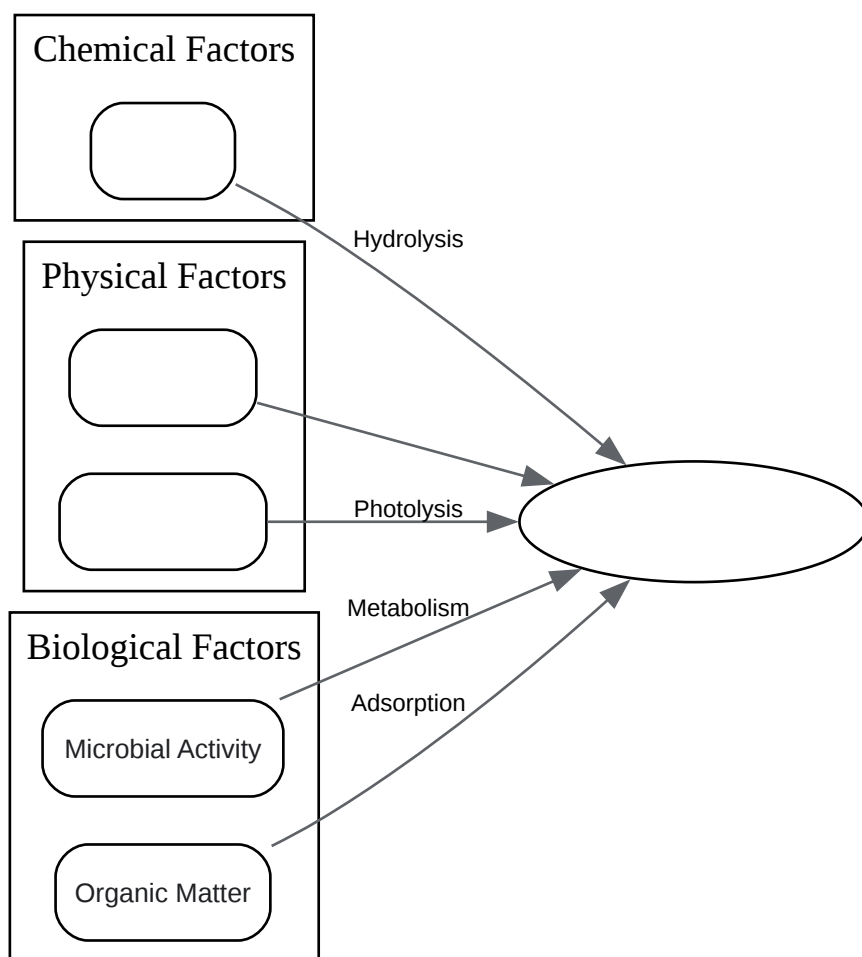 Chemical Factors
Hydrolysis
Physical Factors
Photolysis
Metabolism
Biological Factors
Adsorption
Microbial Activity
Organic Matter